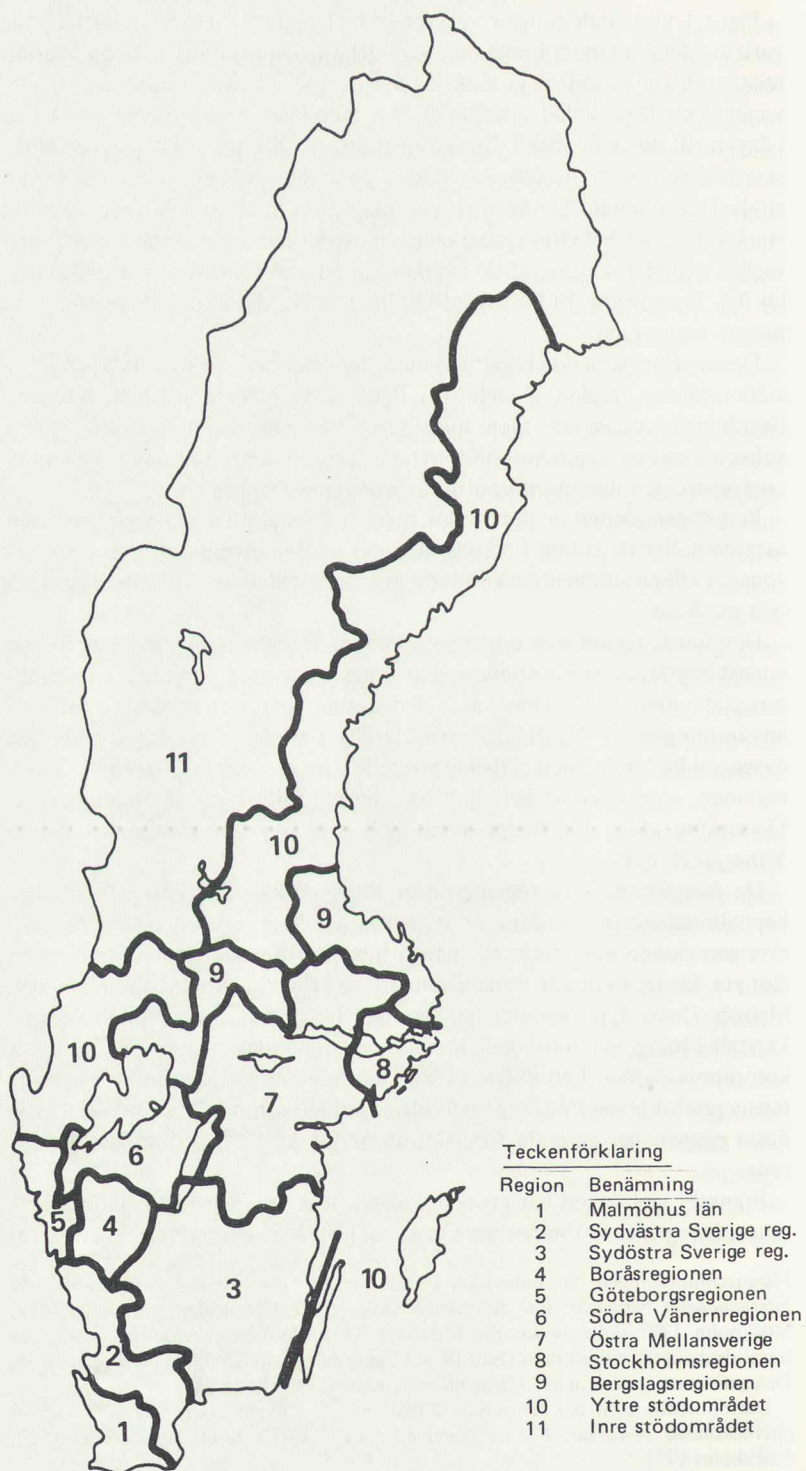 10
11
10
9
9
10
8
7
6
5
4
10
3
2
1
Teckenförklaring
Region Benämning
1 Malmöhus län
2 Sydvästra Sverige reg.
3 Sydöstra Sverige reg.
4 Boråsregionen
5 Göteborgsregionen
6 Södra Vänernregionen
7 Östra Mellansverige
8 Stockholmsregionen
9 Bergslagsregionen
10 Yttre stödområdet
11 Inre stödområdet